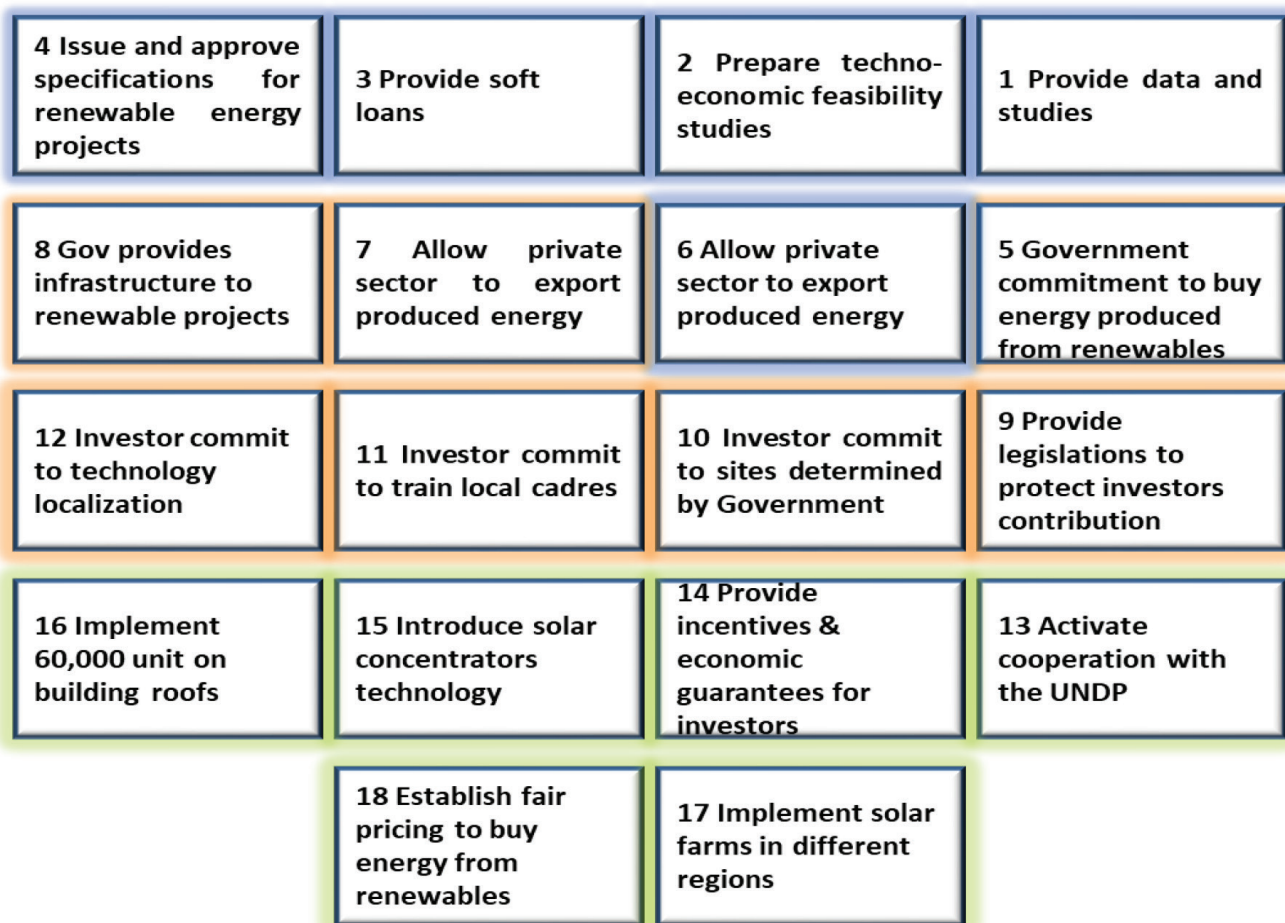 4 Issue and approve
specifications for
renewable energy
projects
3 Provide soft
loans
2 Prepare techno-
economic feasibility
studies
1 Provide data and
studies
8 Gov provides
infrastructure to
renewable projects
7 Allow private
sector to export
produced energy
6 Allow private
sector to export
produced energy
5 Government
commitment to buy
energy produced
from renewables
12 Investor commit
to technology
localization
11 Investor commit
to train local cadres
10 Investor commit
to sites determined
by Government
9 Provide
legislations to
protect investors
contribution
16 Implement
60,000 unit on
building roofs
15 Introduce solar
concentrators
technology
14 Provide
incentives &
economic
guarantees for
investors
13 Activate
cooperation with
the UNDP
18 Establish fair
pricing to buy
energy from
renewables
17 Implement solar
farms in different
regions